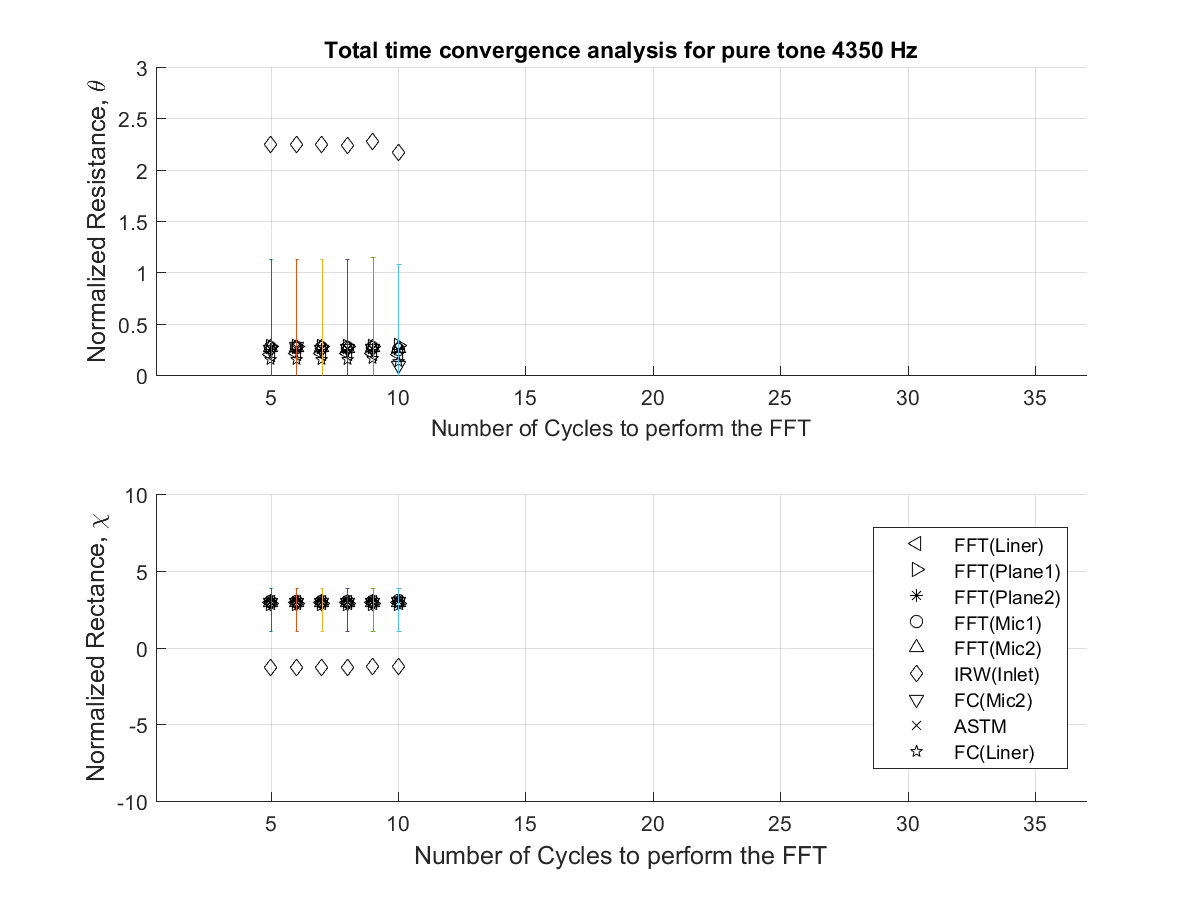 Total time convergence analysis for pure tone 4350 Hz
Normalized Resistance, θ
3
2.5
2
1.5
1
0.5
0
5 10 15 20 25 30 35
Number of Cycles to perform the FFT
Normalized Rectance, χ
10
5
0
-5
-10
FFT(Liner)
FFT(Plane1)
FFT(Plane2)
FFT(Mic1)
FFT(Mic2)
IRW(Inlet)
FC(Mic2)
ASTM
FC(Liner)
5 10 15 20 25 30 35
Number of Cycles to perform the FFT